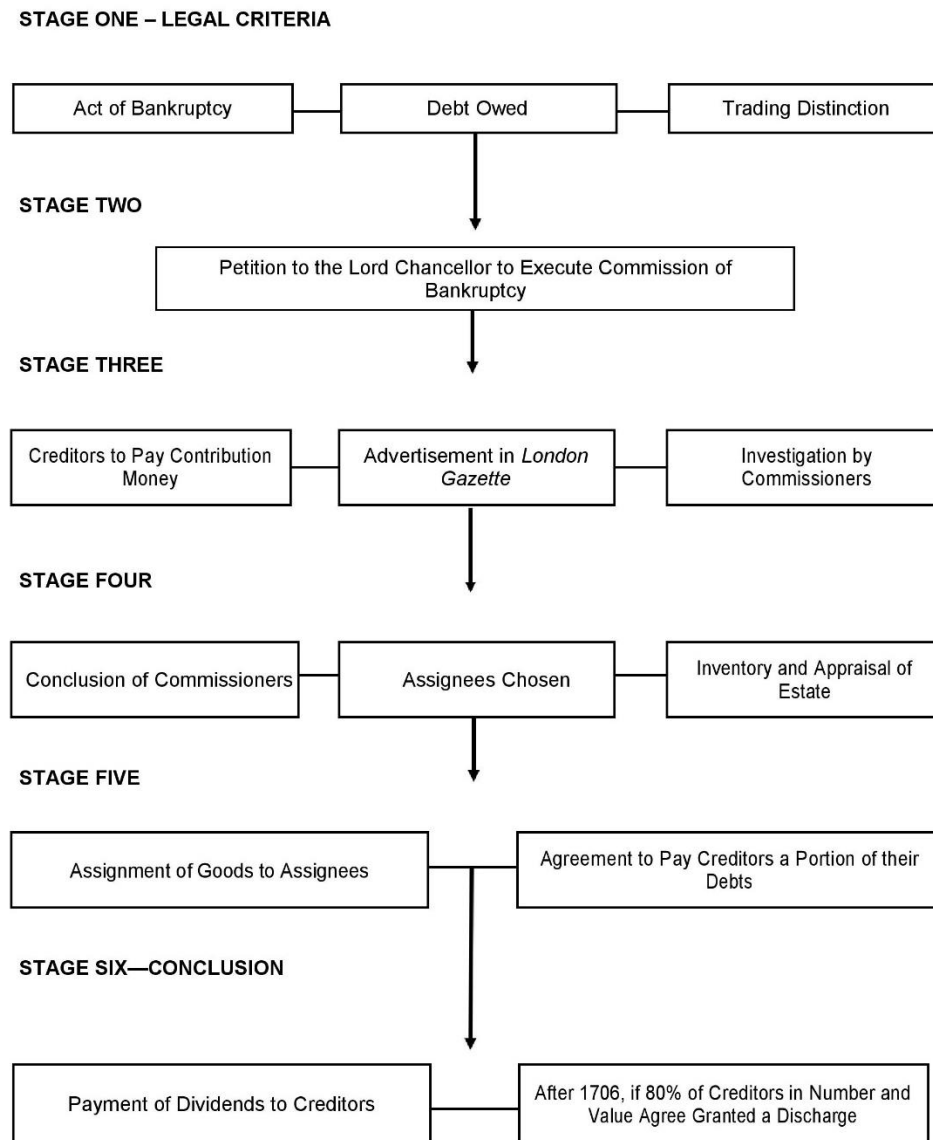 STAGE ONE – LEGAL CRITERIA
Act of Bankruptcy
Debt Owed
Trading Distinction
STAGE TWO
Petition to the Lord Chancellor to Execute Commission of
Bankruptcy
STAGE THREE
Creditors to Pay Contribution
Money
Advertisement in London
Gazette
Investigation by
Commissioners
STAGE FOUR
Conclusion of Commissioners
Assignees Chosen
Inventory and Appraisal of
Estate
STAGE FIVE
Assignment of Goods to Assignees
Agreement to Pay Creditors a Portion of their
Debts
STAGE SIX—CONCLUSION
Payment of Dividends to Creditors
After 1706, if 80% of Creditors in Number and
Value Agree Granted a Discharge